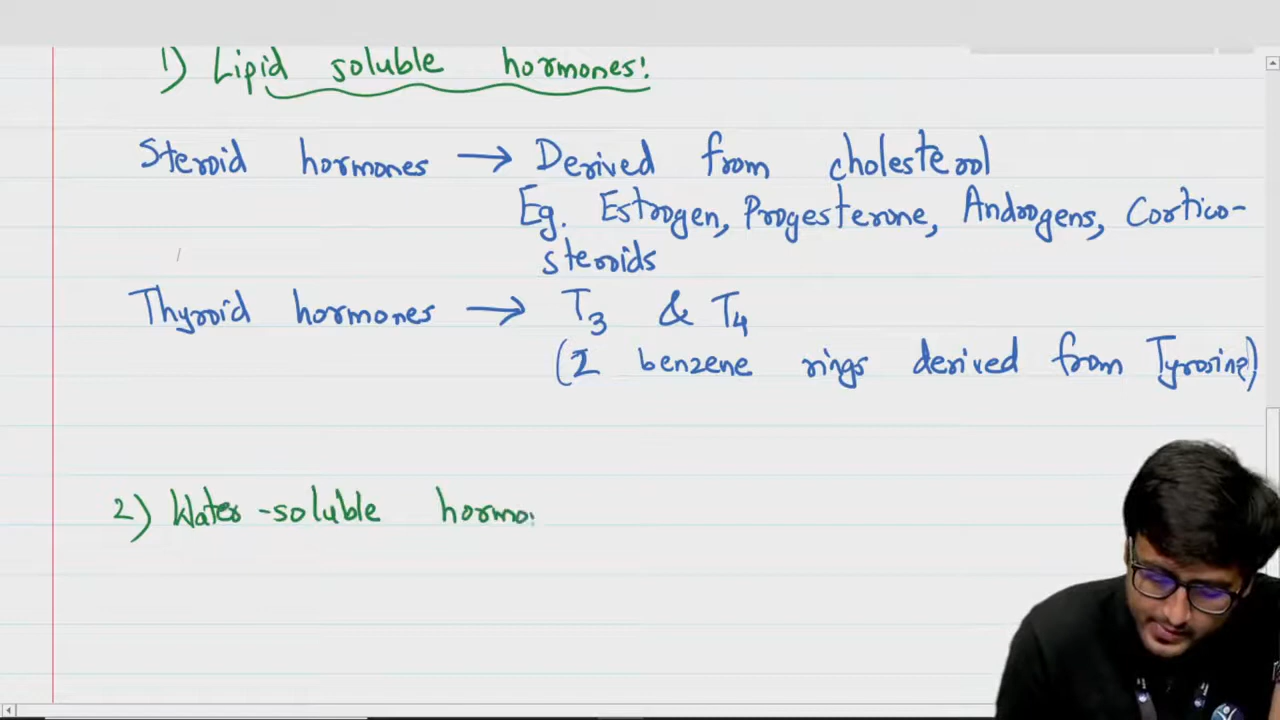 1) Lipid soluble hormones:
Steroid hormones → Derived from cholesterol
Eg. Estrogen, Progesterone, Androgens, Cortico-
steroids
Thyroid hormones → T3 & T4
(2 benzene rings derived from Tyrosine)
2) Water-soluble hormo